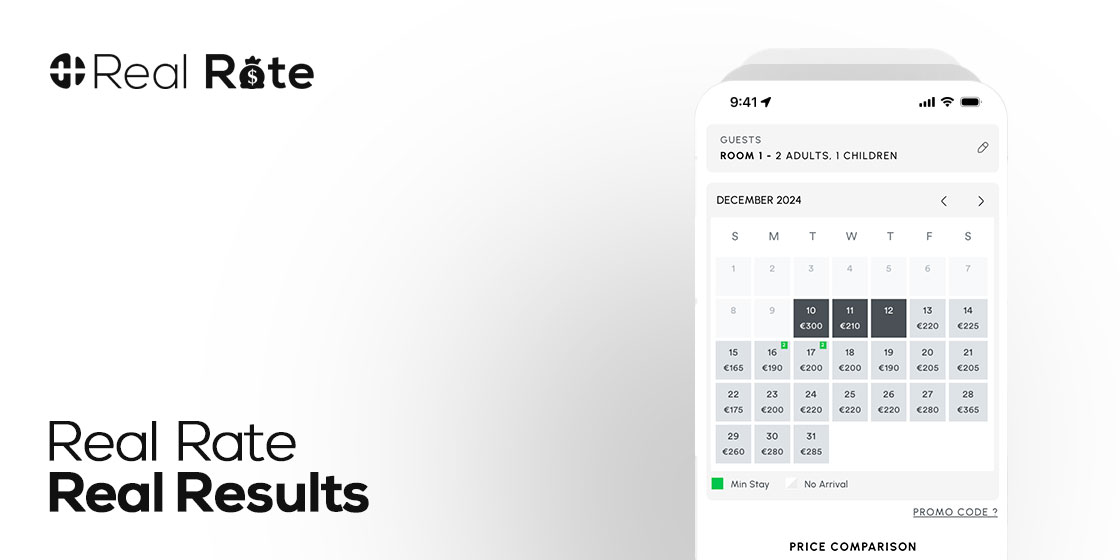 Real Rate
Real Rate
Real Results
9:41
GUESTS
ROOM 1 - 2 ADULTS, 1 CHILDREN
DECEMBER 2024
S M T W T F S
1 2 3 4 5 6 7
8 9 10 11 12 13 14
€300 €210 €220 €225
2 2
15 16 17 18 19 20 21
€165 €190 €200 €200 €190 €205 €205
22 23 24 25 26 27 28
€175 €200 €220 €220 €220 €280 €365
29 30 31
€260 €280 €285
Min Stay No Arrival
PROMO CODE ?
PRICE COMPARISON